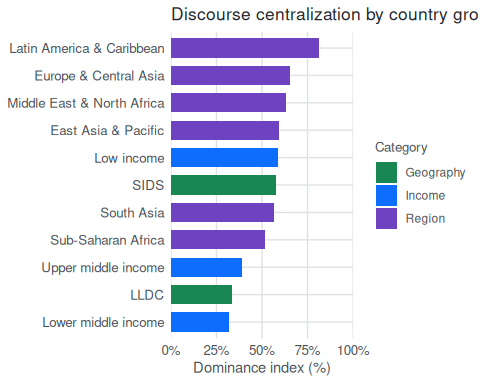 Discourse centralization by country gro
Latin America & Caribbean
Europe & Central Asia
Middle East & North Africa
East Asia & Pacific
Low income
SIDS
South Asia
Sub-Saharan Africa
Upper middle income
LLDC
Lower middle income
0% 25% 50% 75% 100%
Dominance index (%)
Category
Geography
Income
Region